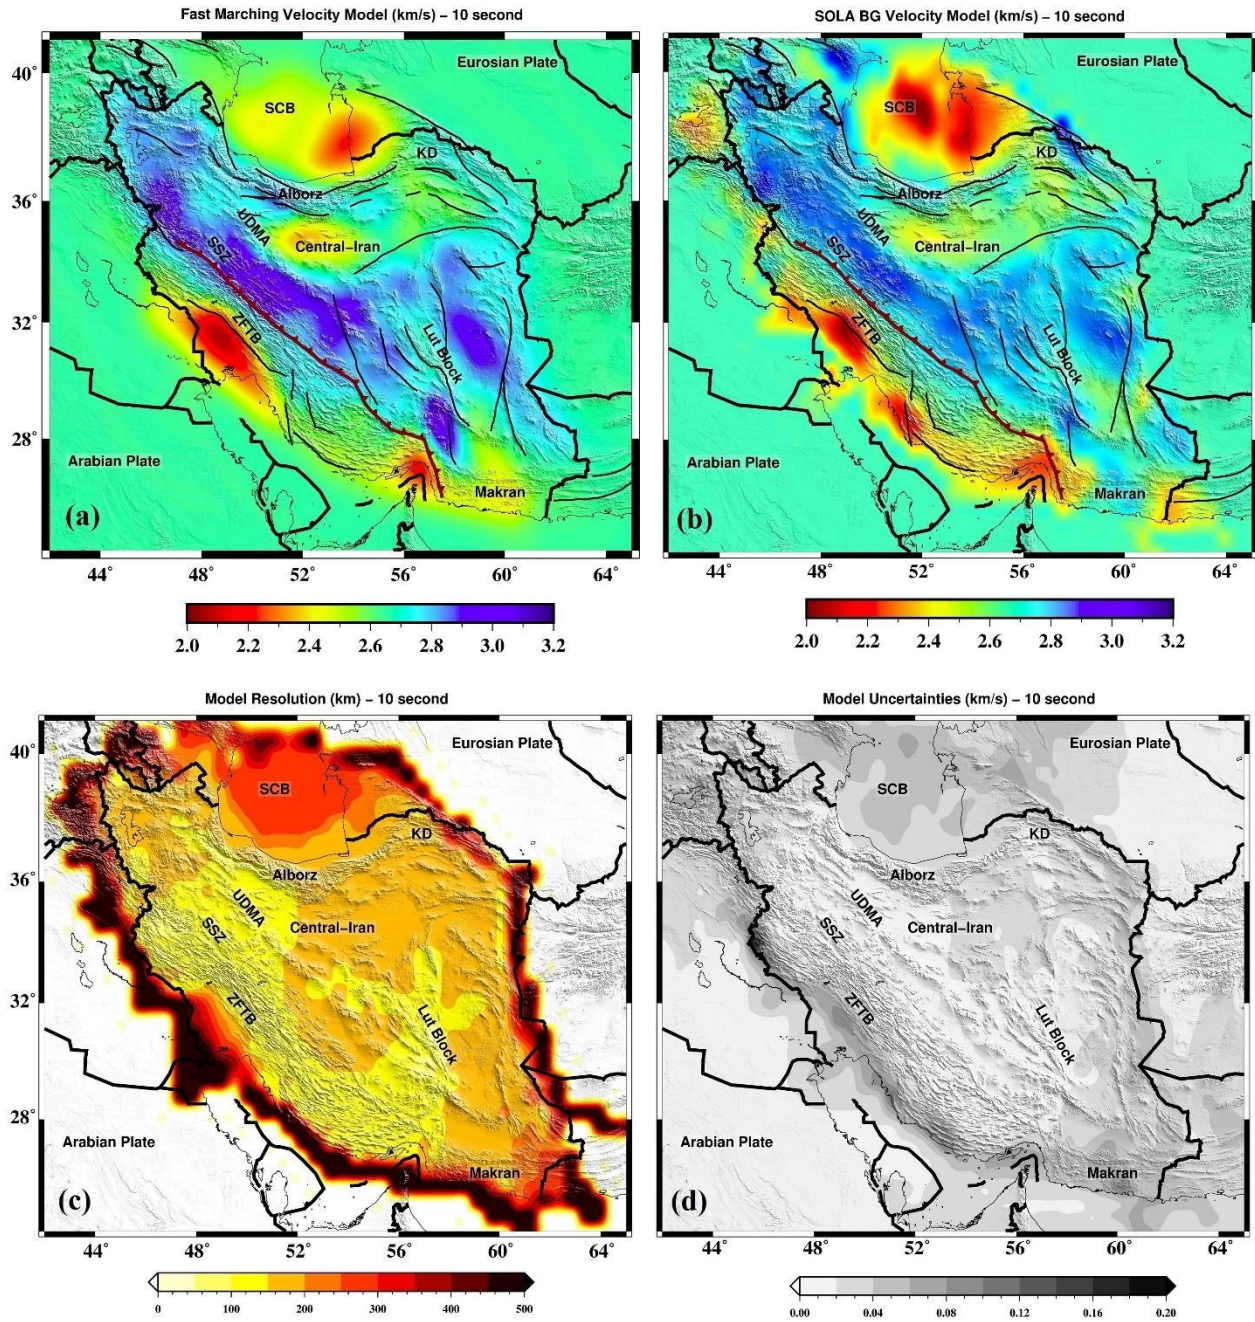 Fast Marching Velocity Model (km/s) – 10 second
40˚
36˚
32˚
28˚
Eurosian Plate
SCB
KD
Alborz
UDMA
Central–Iran
SSZ
ZFTB
Lut Block
Arabian Plate
Makran
(a)
44˚ 48˚ 52˚ 56˚ 60˚ 64˚
2.0 2.2 2.4 2.6 2.8 3.0 3.2
SOLA BG Velocity Model (km/s) – 10 second
40˚
36˚
32˚
28˚
Eurosian Plate
SCB
KD
Alborz
UDMA
Central–Iran
SSZ
ZFTB
Lut Block
Arabian Plate
Makran
(b)
44˚ 48˚ 52˚ 56˚ 60˚ 64˚
2.0 2.2 2.4 2.6 2.8 3.0 3.2
Model Resolution (km) – 10 second
40˚
36˚
32˚
28˚
Eurosian Plate
SCB
KD
Alborz
UDMA
Central–Iran
SSZ
ZFTB
Lut Block
Arabian Plate
Makran
(c)
44˚ 48˚ 52˚ 56˚ 60˚ 64˚
0 100 200 300 400 500
Model Uncertainties (km/s) – 10 second
40˚
36˚
32˚
28˚
Eurosian Plate
SCB
KD
Alborz
UDMA
Central–Iran
SSZ
ZFTB
Lut Block
Arabian Plate
Makran
(d)
44˚ 48˚ 52˚ 56˚ 60˚ 64˚
0.00 0.04 0.08 0.12 0.16 0.20